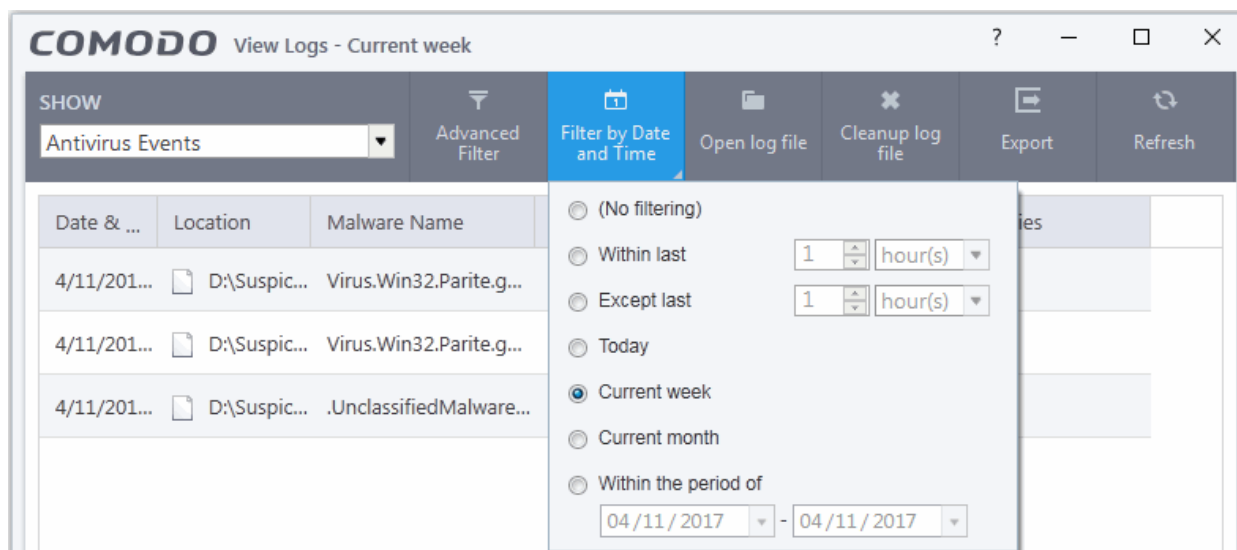 COMODO View Logs - Current week ?
SHOW
Antivirus Events
Advanced Filter
Filter by Date and Time
Open log file
Cleanup log file
Export
Refresh
Date & ... Location Malware Name ies
4/11/201... D:\Suspic... Virus.Win32.Parite.g...
4/11/201... D:\Suspic... Virus.Win32.Parite.g...
4/11/201... D:\Suspic... .UnclassifiedMalware...
(No filtering)
Within last 1 hour(s)
Except last 1 hour(s)
Today
Current week
Current month
Within the period of
04/11/2017 - 04/11/2017